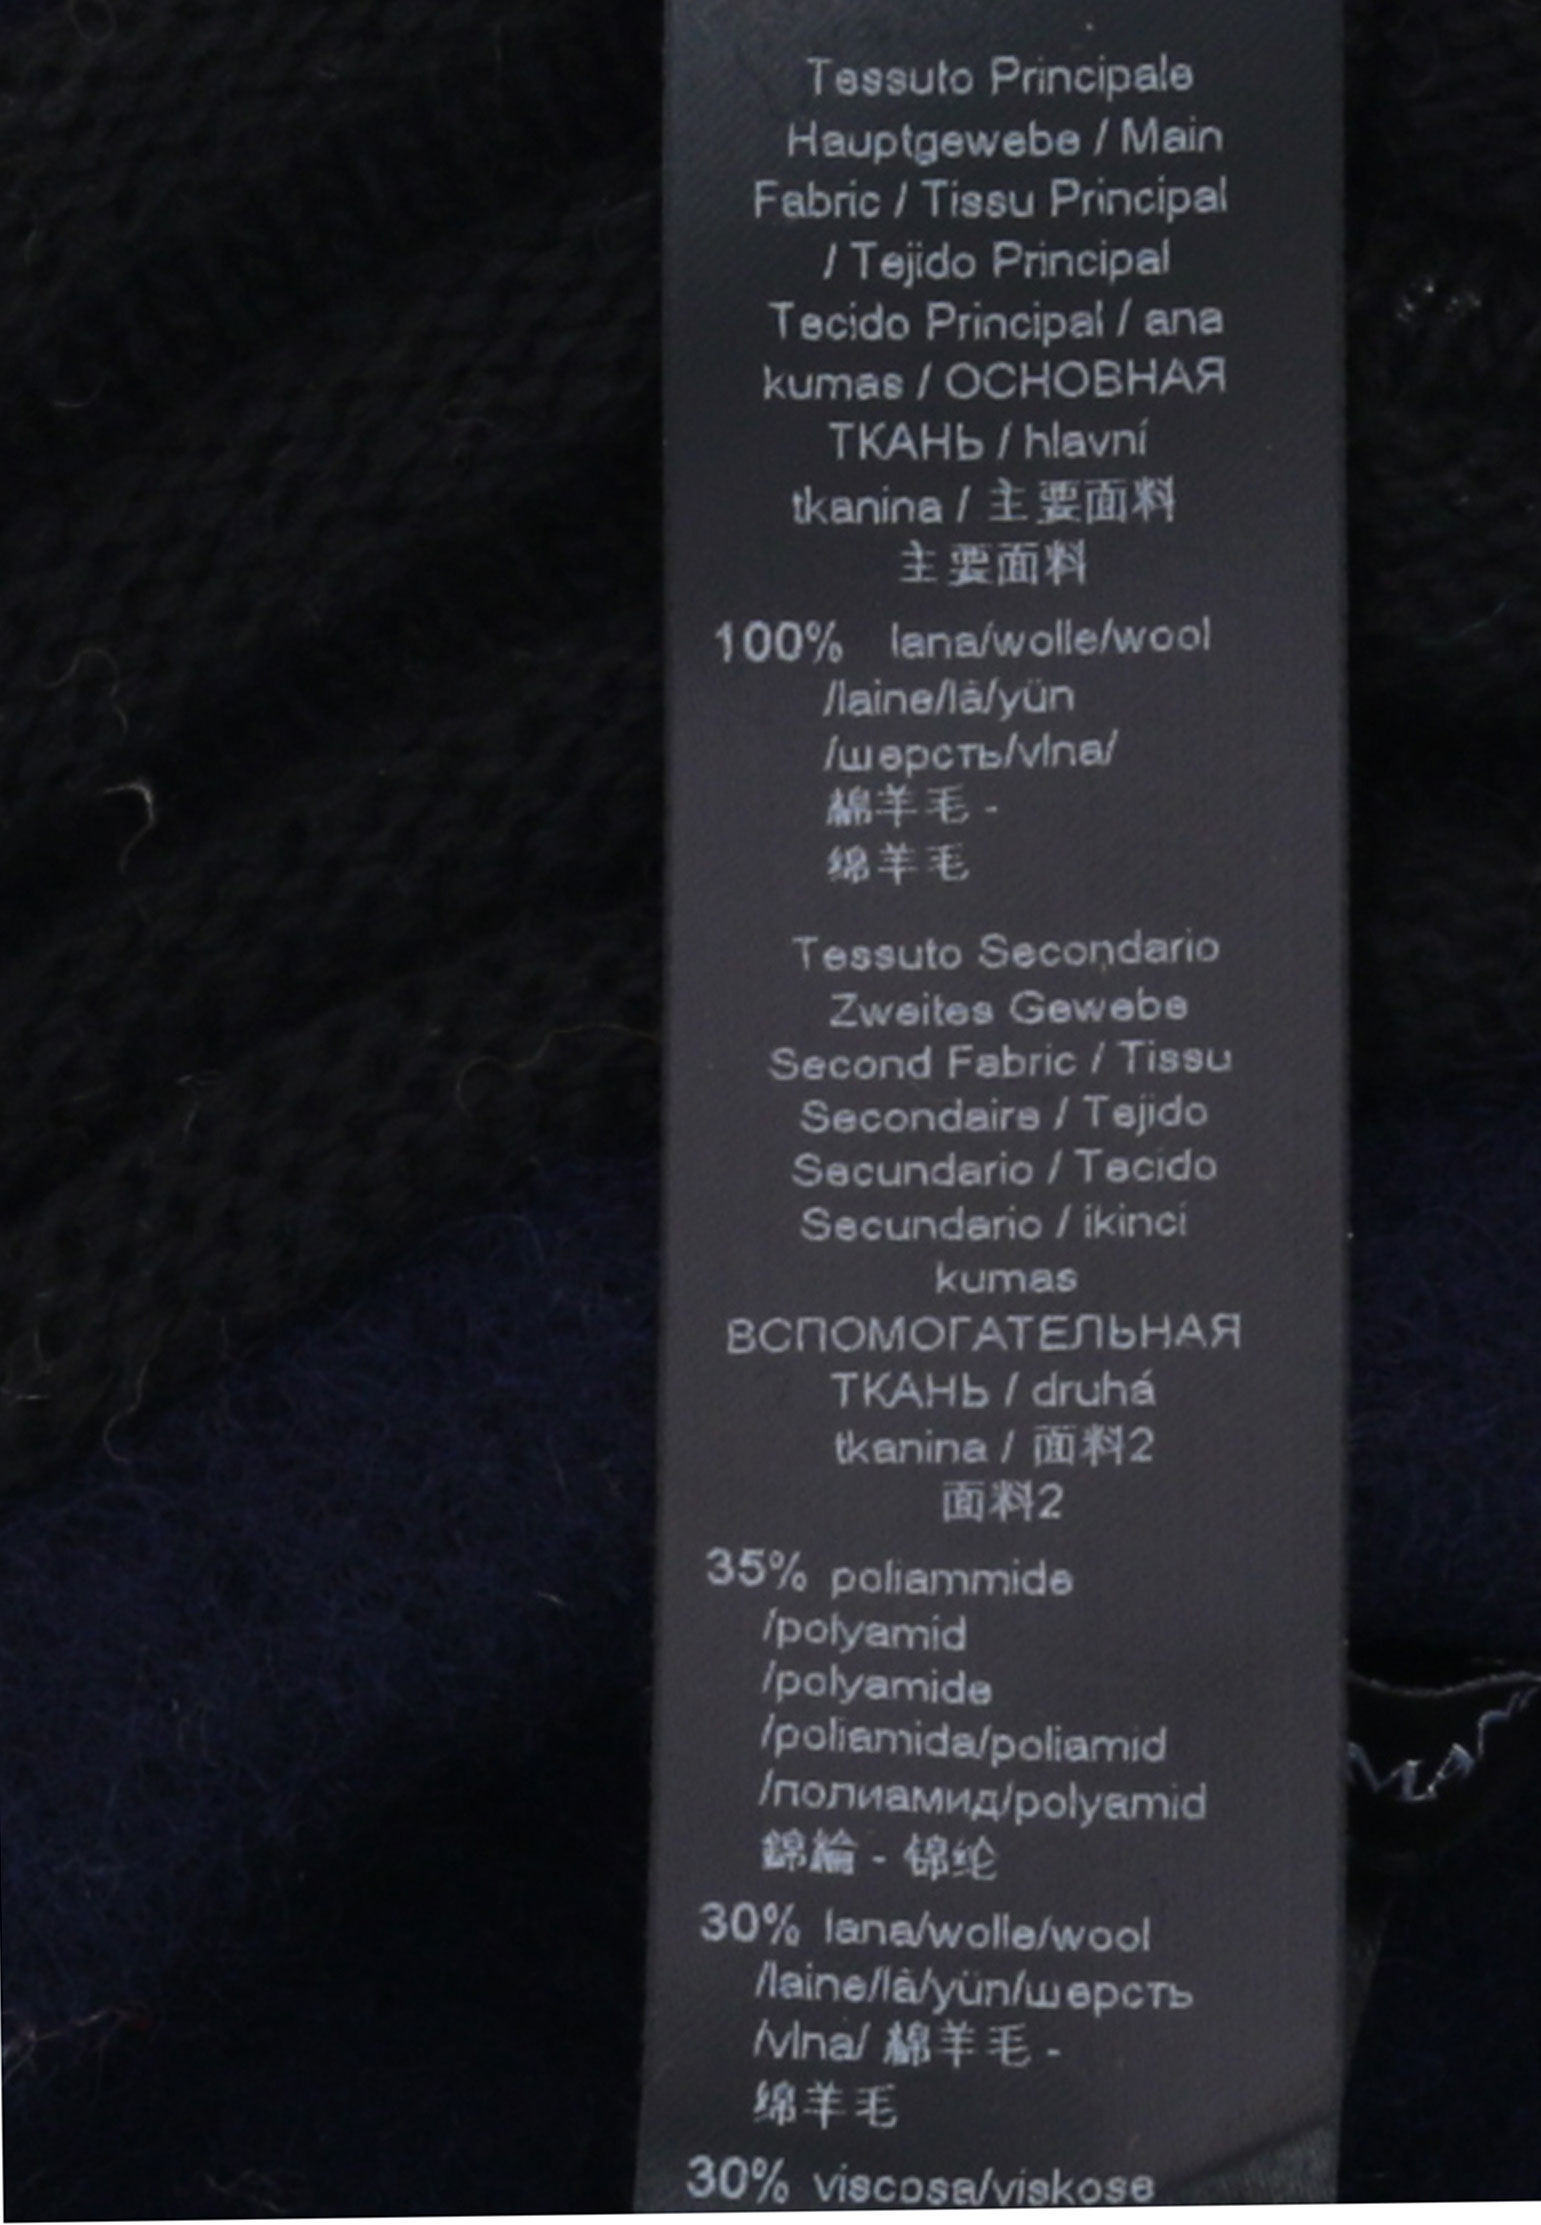 Tessuto Principale
Hauptgewebe / Main
Fabric / Tissu Principal
/ Tejido Principal
Tecido Principal / ana
kumas / ОСНОВНАЯ
ТКАНЬ / hlavní
tkanina / 主要面料
主要面料
100% lana/wolle/wool
/laine/lã/yün
/шерсть/vlna/
綿羊毛 -
绵羊毛
Tessuto Secondario
Zweites Gewebe
Second Fabric / Tissu
Secondaire / Tejido
Secundario / Tecido
Secundario / ikinci
kumas
ВСПОМОГАТЕЛЬНАЯ
ТКАНЬ / druhá
tkanina / 面料2
面料2
35% poliammide
/polyamid
/polyamide
/poliamida/poliamid
/полиамид/polyamid
錦綸 - 锦纶
30% lana/wolle/wool
/laine/lã/yün/шерсть
/vlna/ 綿羊毛 -
绵羊毛
30% viscosa/viskose